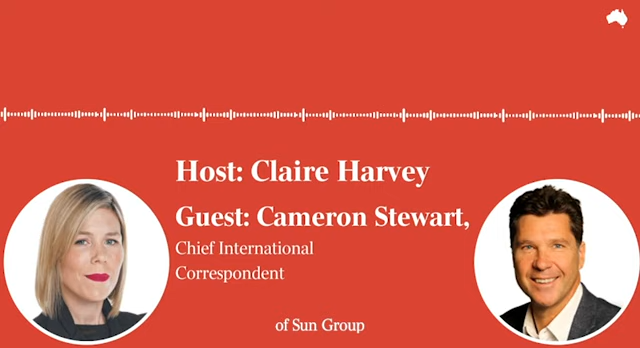 Host: Claire Harvey
Guest: Cameron Stewart,
Chief International
Correspondent
of Sun Group